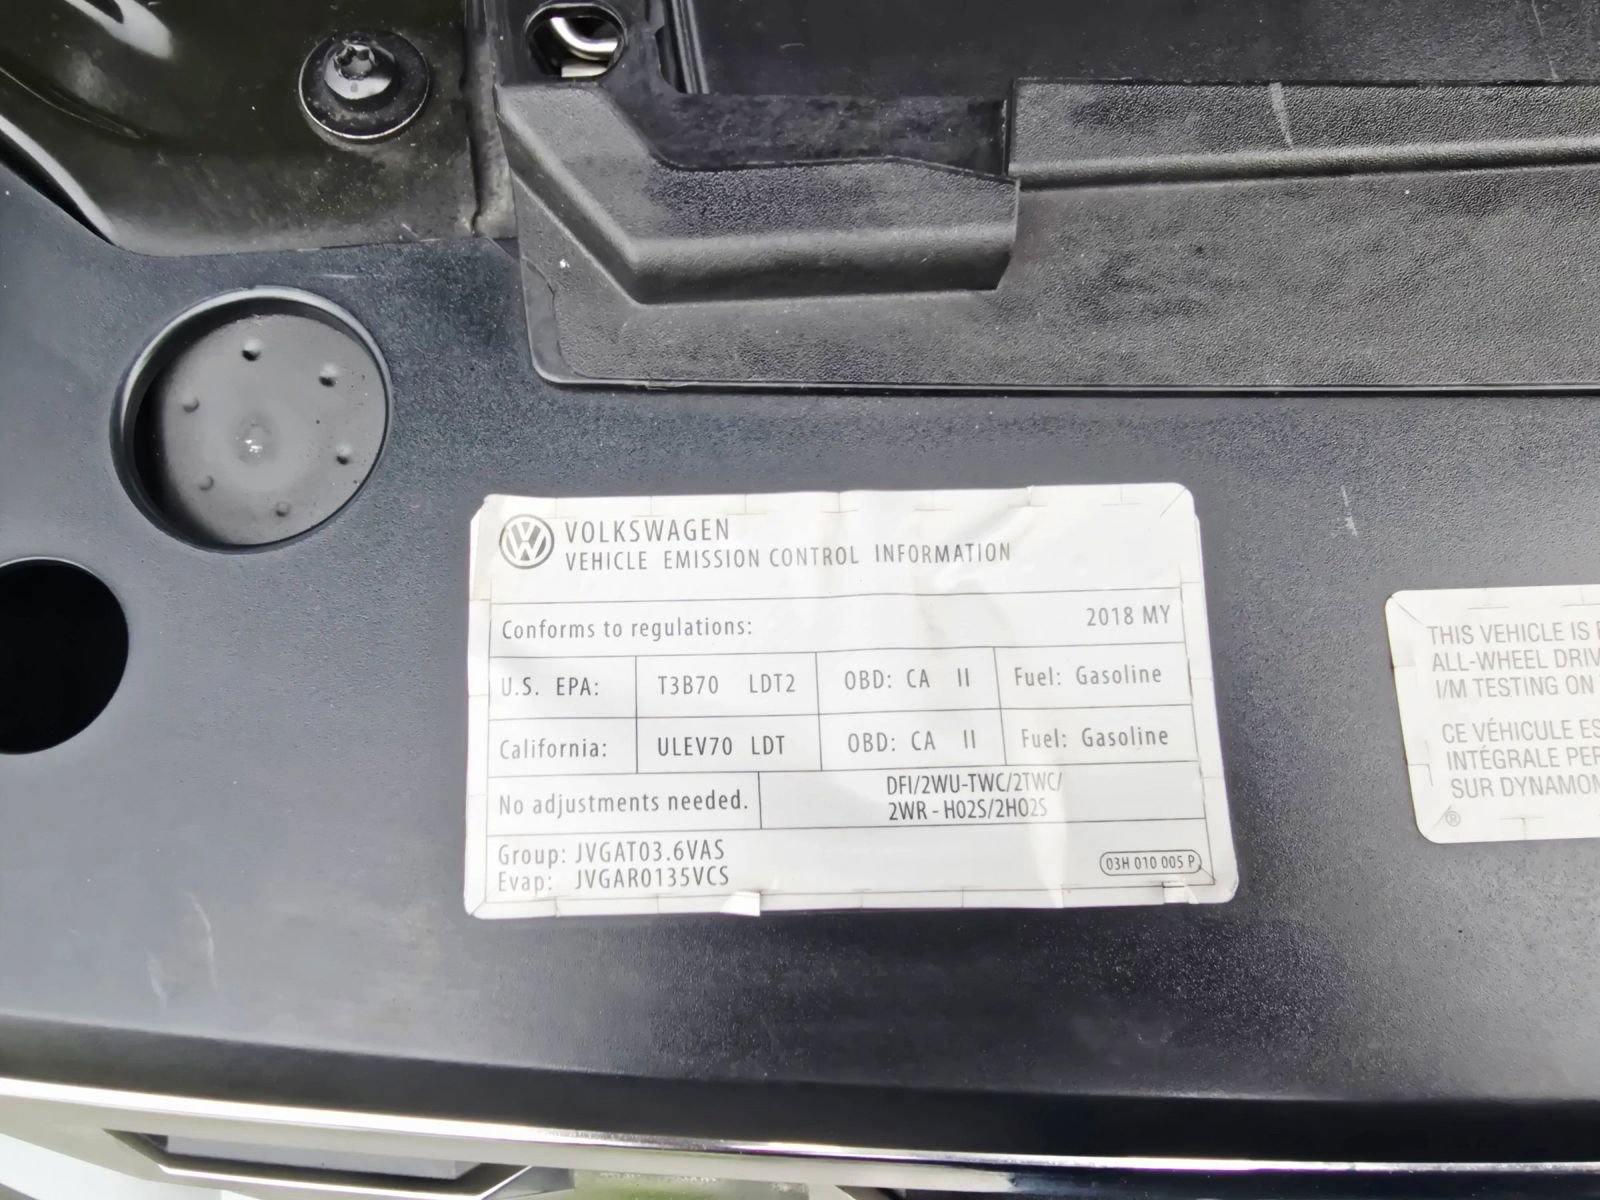 VOLKSWAGEN
VEHICLE EMISSION CONTROL INFORMATION
Conforms to regulations: 2018 MY
U.S. EPA: T3B70 LDT2 OBD: CA II Fuel: Gasoline
California: ULEV70 LDT OBD: CA II Fuel: Gasoline
No adjustments needed.
DFI/2WU-TWC/2TWC/
2WR - HO2S/2HO2S
Group: JVGAT03.6VAS
Evap: JVGAR0135VCS
03H 010 005 P
THIS VEHICLE IS
ALL-WHEEL DRIV
I/M TESTING ON
CE VÉHICULE ES
INTÉGRALE PER
SUR DYNAMOM
®